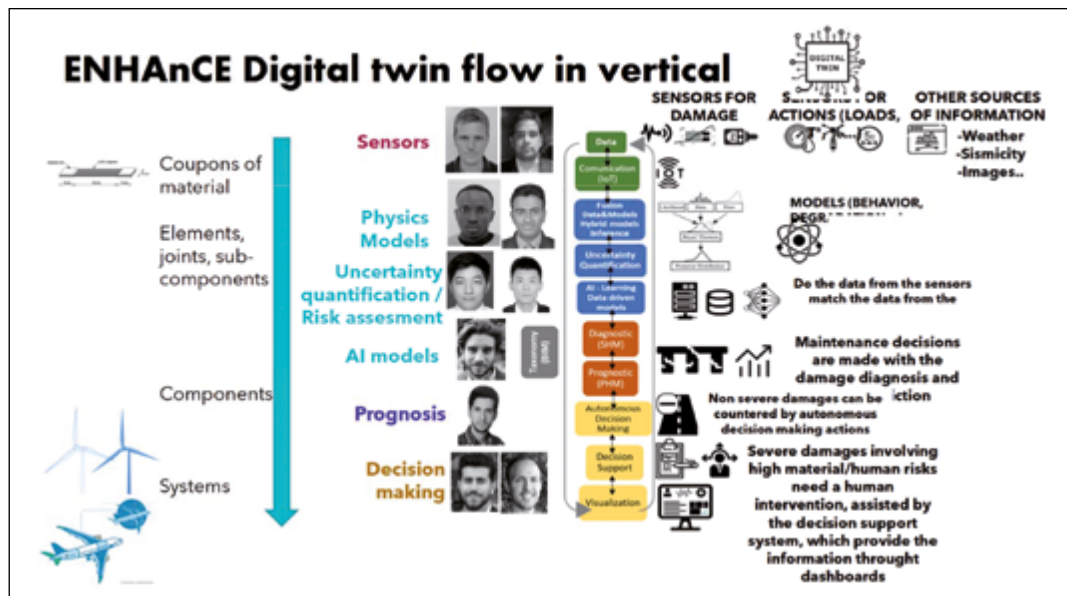 ENHAnCE Digital twin flow in vertical
DIGITAL
TWIN
Coupons of
material
Elements,
joints, sub-
components
Components
Systems
Sensors
Physics
Models
Uncertainty
quantification /
Risk assesment
AI models
Prognosis
Decision
making
Taxonomy
(BIM)
Data
Comunication
(IoT)
Fusion
Data&Models
Hybrid models
Inference
Uncertainty
Quantification
AI - Learning
Data driven
models
Diagnostic
(SHM)
Prognostic
(PHM)
Autonomous
Decision
Making
Decision
Support
Visualization
SENSORS FOR
DAMAGE
ACTIONS (LOADS,
OTHER SOURCES
OF INFORMATION
-Weather
-Sismicity
-Images..
IOT
MODELS (BEHAVIOR,
Do the data from the sensors
match the data from the
Maintenance decisions
are made with the
damage diagnosis and
Non severe damages can be
countered by autonomous
decision making actions
Severe damages involving
high material/human risks
need a human
intervention, assisted by
the decision support
system, which provide the
information throught
dashboards